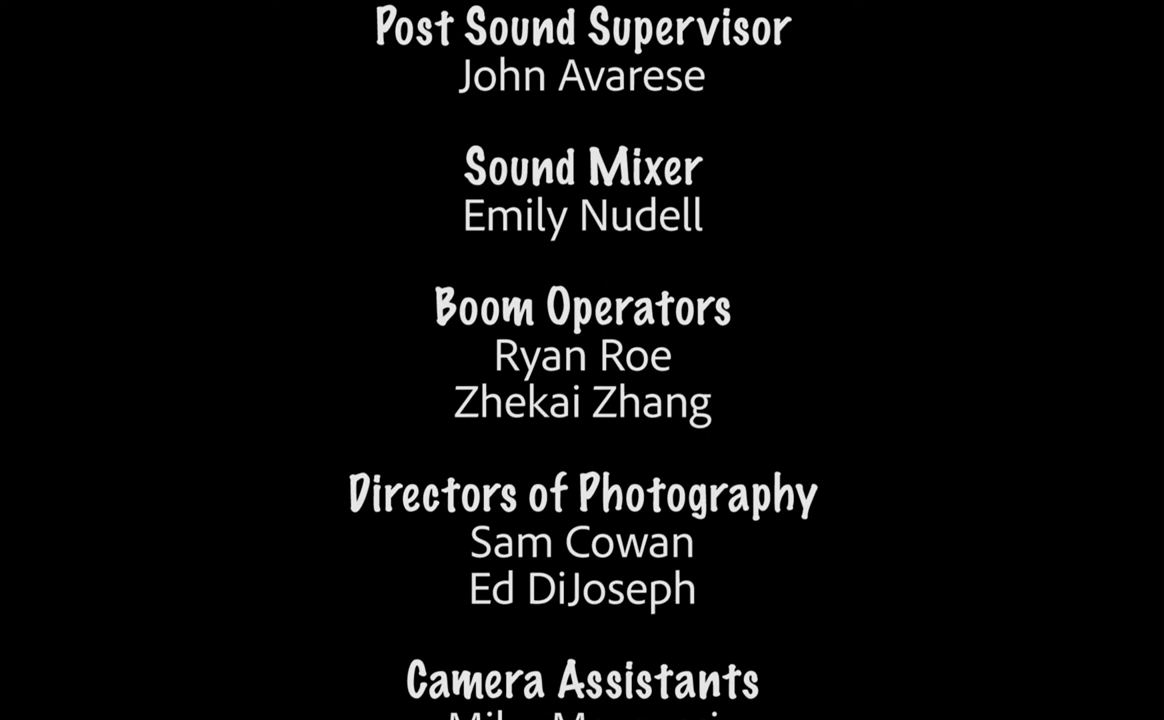 Post Sound Supervisor
John Avarese
Sound Mixer
Emily Nudell
Boom Operators
Ryan Roe
Zhekai Zhang
Directors of Photography
Sam Cowan
Ed DiJoseph
Camera Assistants